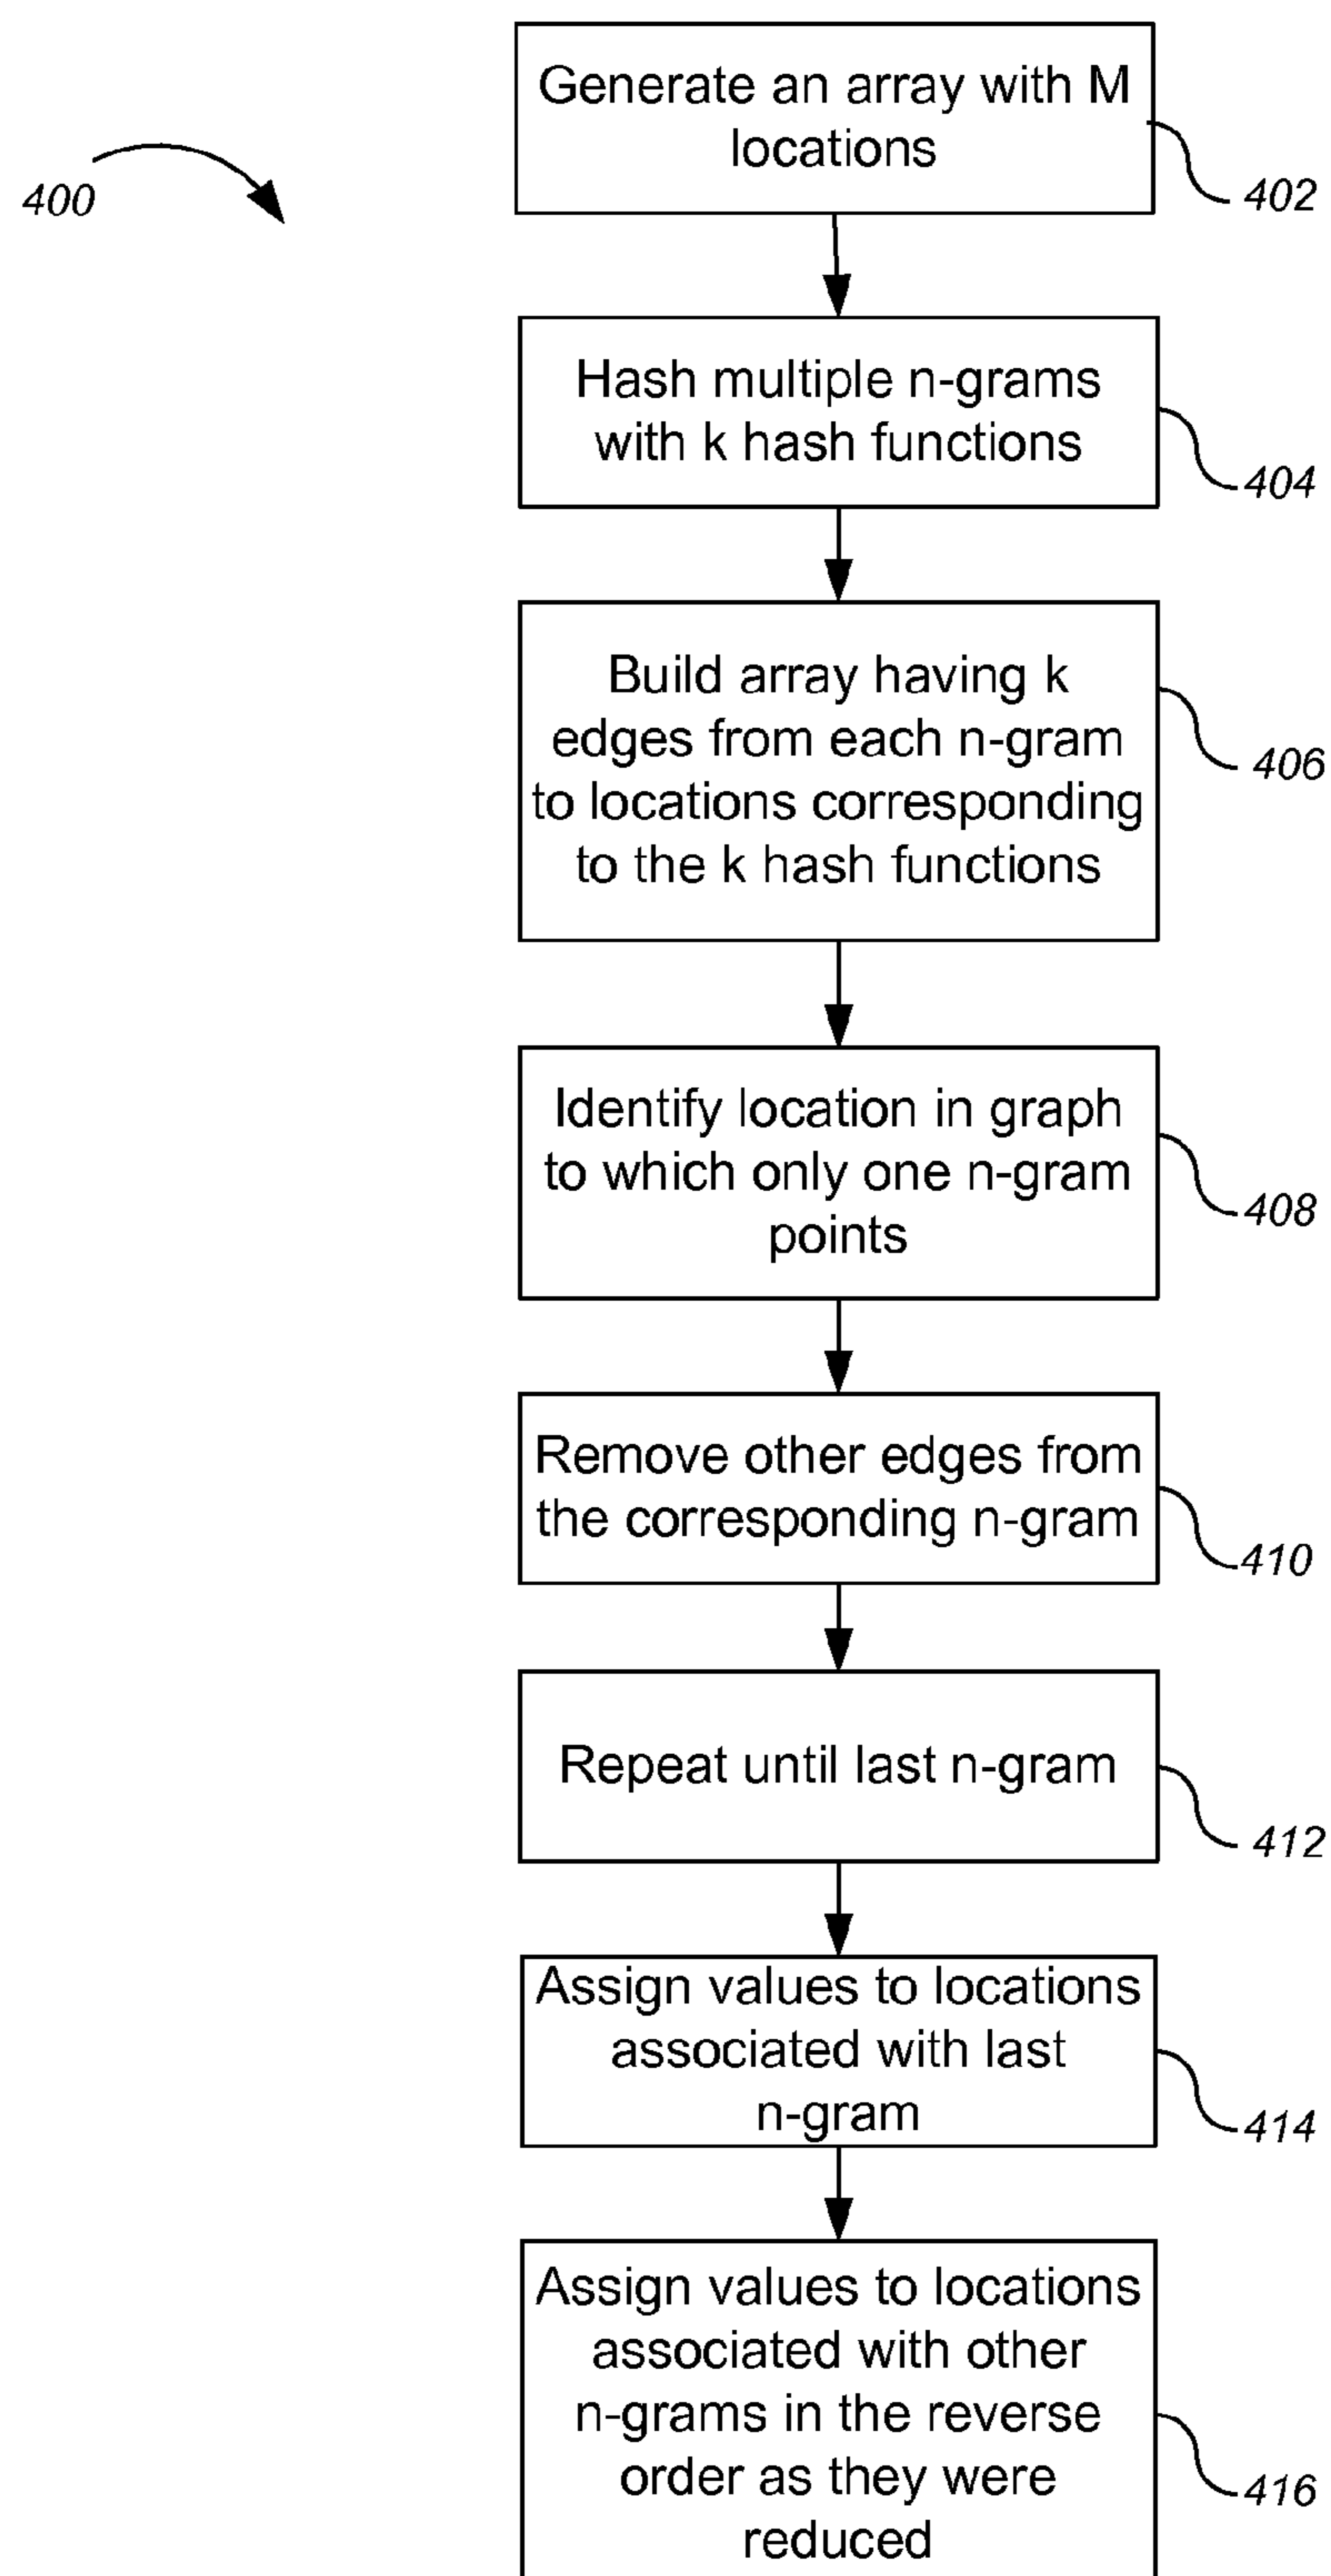 Generate an array with M
locations
400
402
Hash multiple n-grams
with k hash functions
404
Build array having k
edges from each n-gram
to locations corresponding
to the k hash functions
406
Identify location in graph
to which only one n-gram
points
408
Remove other edges from
the corresponding n-gram
410
Repeat until last n-gram
412
Assign values to locations
associated with last
n-gram
414
Assign values to locations
associated with other
n-grams in the reverse
order as they were
reduced
416